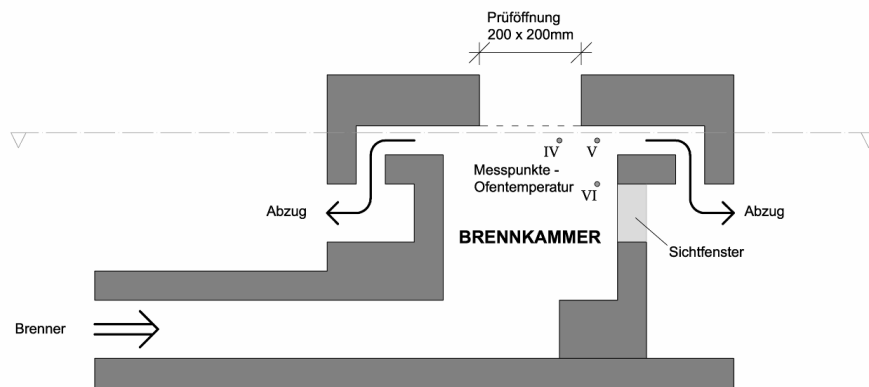 Prüföffnung
200 x 200mm
IV
V
Messpunkte -
Ofentemperatur
VI
Abzug
Abzug
BRENNKAMMER
Sichtfenster
Brenner